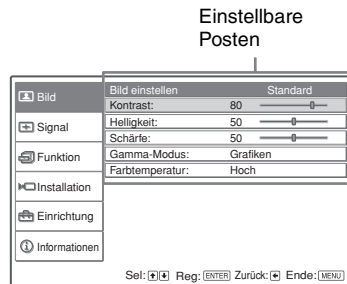 Einstellbare
Posten
Bild
Signal
Funktion
Installation
Einrichtung
Informationen
Bild einstellen Standard
Kontrast: 80
Helligkeit: 50
Schärfe: 50
Gamma-Modus: Grafiken
Farbtemperatur: Hoch
Sel: Reg: ENTER Zurück: Ende: MENU